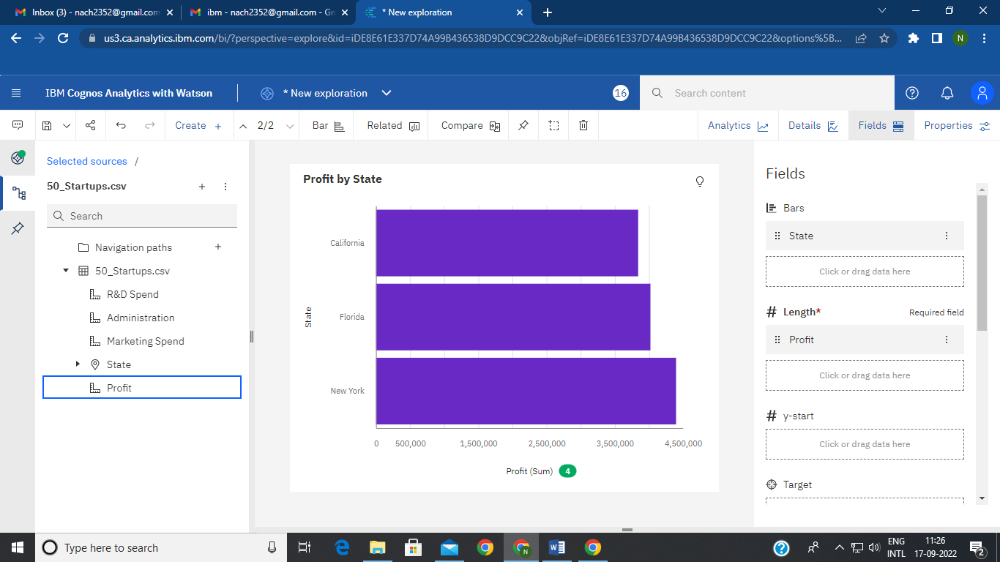 Inbox (3) - nach2352@gmail.com
ibm - nach2352@gmail.com - Gm
* New exploration
us3.ca.analytics.ibm.com/bi/?perspective=explore&id=iDE8E61E337D74A99B436538D9DCC9C22&objRef=iDE8E61E337D74A99B436538D9DCC9C22&options%5B...
N
IBM Cognos Analytics with Watson
* New exploration
16
Search content
Create +
2/2
Bar
Related
Compare
Analytics
Details
Fields
Properties
Selected sources /
50_Startups.csv
Search
Navigation paths
50_Startups.csv
R&D Spend
Administration
Marketing Spend
State
Profit
Profit by State
State
California
Florida
New York
0 500,000 1,500,000 2,500,000 3,500,000 4,500,000
Profit (Sum) 4
Fields
Bars
State
Click or drag data here
Length* Required field
Profit
Click or drag data here
y-start
Click or drag data here
Target
Type here to search
N
ENG
INTL
11:26
17-09-2022
2